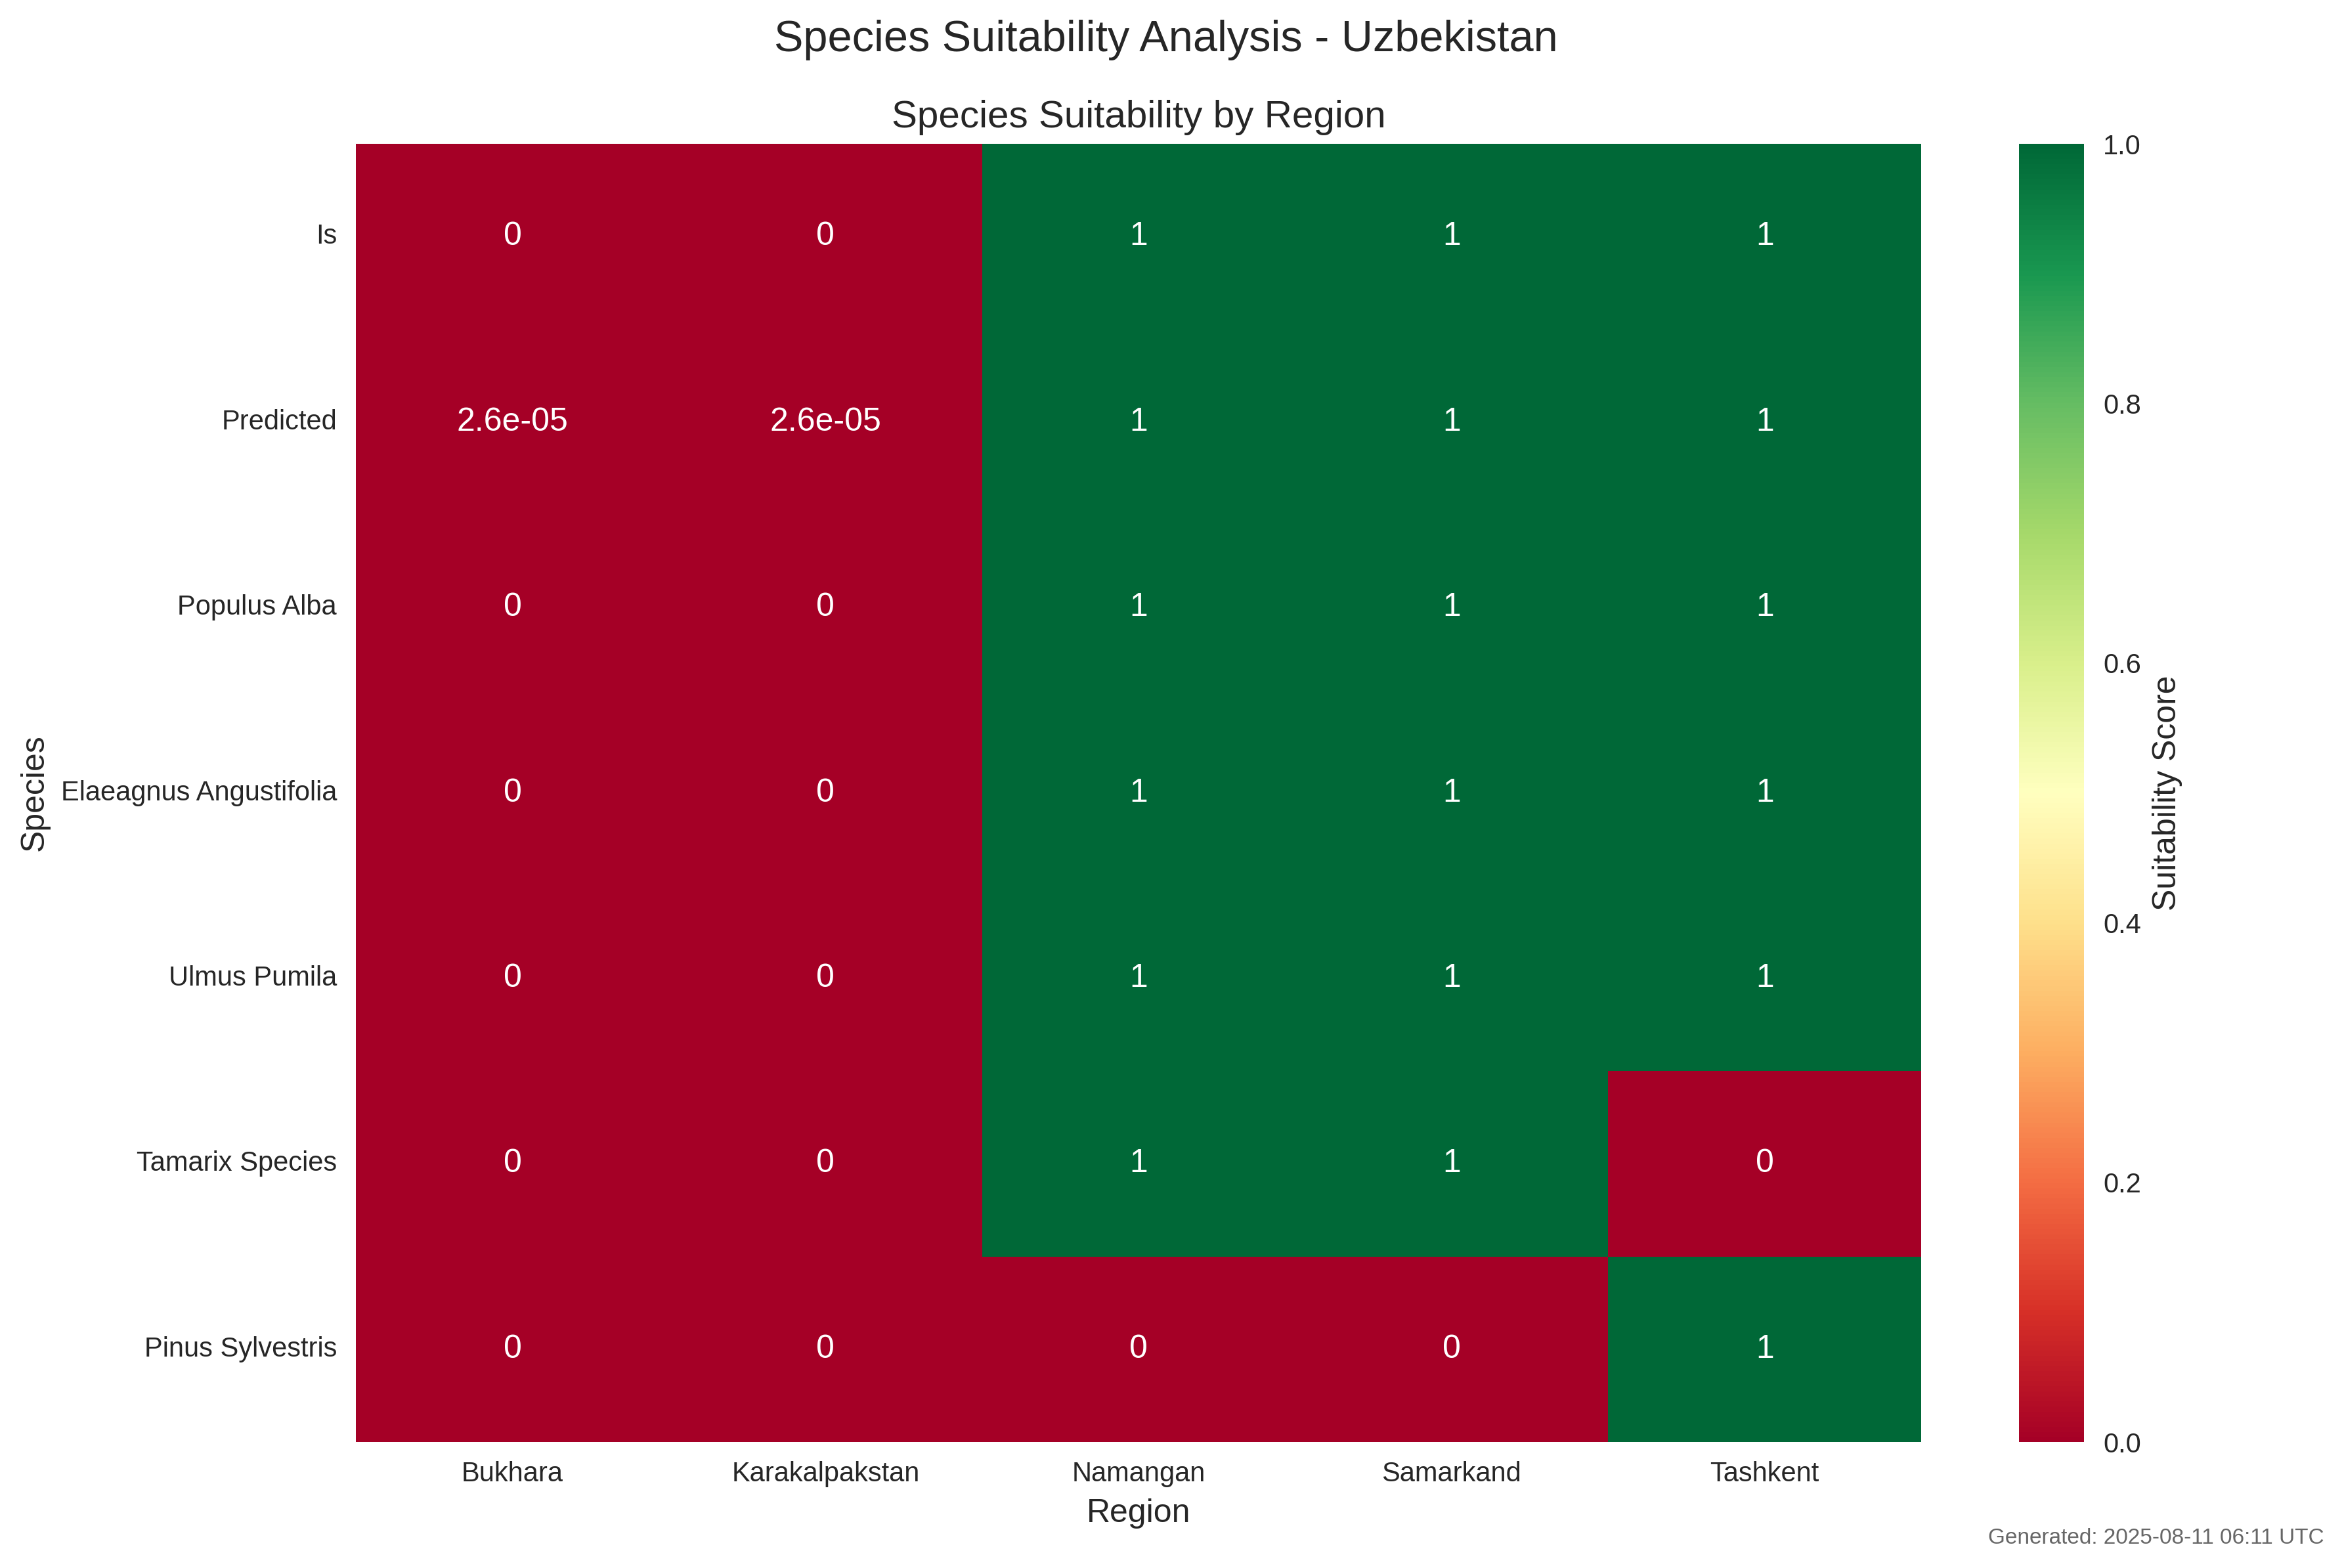 Species Suitability Analysis - Uzbekistan
Species Suitability by Region
Species
Is 0 0 1 1 1
Predicted 2.6e-05 2.6e-05 1 1 1
Populus Alba 0 0 1 1 1
Elaeagnus Angustifolia 0 0 1 1 1
Ulmus Pumila 0 0 1 1 1
Tamarix Species 0 0 1 1 0
Pinus Sylvestris 0 0 0 0 1
Bukhara Karakalpakstan Namangan Samarkand Tashkent
Region
1.0
0.8
0.6
0.4
0.2
0.0
Suitability Score
Generated: 2025-08-11 06:11 UTC